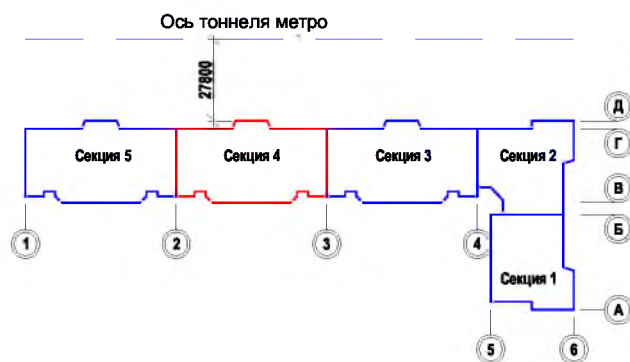 Ось тоннеля метро
27800
Д
Секция 5
Секция 4
Секция 3
Секция 2
Г
В
Б
1
2
3
4
Секция 1
А
5
6